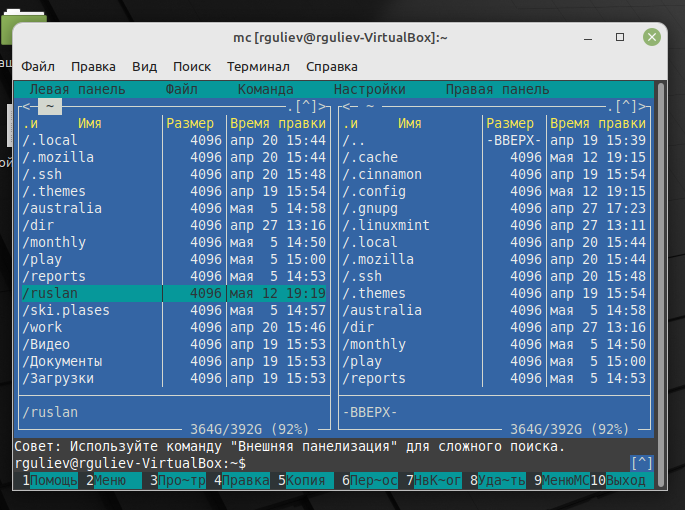 mc [rguliev@rguliev-VirtualBox]:~
Файл Правка Вид Поиск Терминал Справка
Левая панель Файл Команда Настройки Правая панель
<─ ~ ─.[^]> <─ ~ ─.[^]>
.и Имя Размер Время правки .и Имя Размер Время правки
/.local 4096 апр 20 15:44 /.. -ВВЕРХ- апр 19 15:39
/.mozilla 4096 апр 20 15:44 /.cache 4096 мая 12 19:15
/.ssh 4096 апр 20 15:48 /.cinnamon 4096 апр 19 15:54
/.themes 4096 апр 19 15:54 /.config 4096 мая 12 19:15
/australia 4096 мая 5 14:58 /.gnupg 4096 апр 27 17:23
/dir 4096 апр 27 13:16 /.linuxmint 4096 апр 27 13:11
/monthly 4096 мая 5 14:50 /.local 4096 апр 20 15:44
/play 4096 мая 5 15:00 /.mozilla 4096 апр 20 15:44
/reports 4096 мая 5 14:53 /.ssh 4096 апр 20 15:48
/ruslan 4096 мая 12 19:19 /.themes 4096 апр 19 15:54
/ski.plases 4096 мая 5 14:57 /australia 4096 мая 5 14:58
/work 4096 апр 20 15:46 /dir 4096 апр 27 13:16
/Видео 4096 апр 19 15:53 /monthly 4096 мая 5 14:50
/Документы 4096 апр 19 15:53 /play 4096 мая 5 15:00
/Загрузки 4096 апр 19 15:53 /reports 4096 мая 5 14:53
/ruslan -ВВЕРХ-
364G/392G (92%) 364G/392G (92%)
Совет: Используйте команду "Внешняя панелизация" для сложного поиска.
rguliev@rguliev-VirtualBox:~$ [^]
1Помощь 2Меню 3Про~тр 4Правка 5Копия 6Пер~ос 7НвК~ог 8Уда~ть 9МенюМС 10Выход